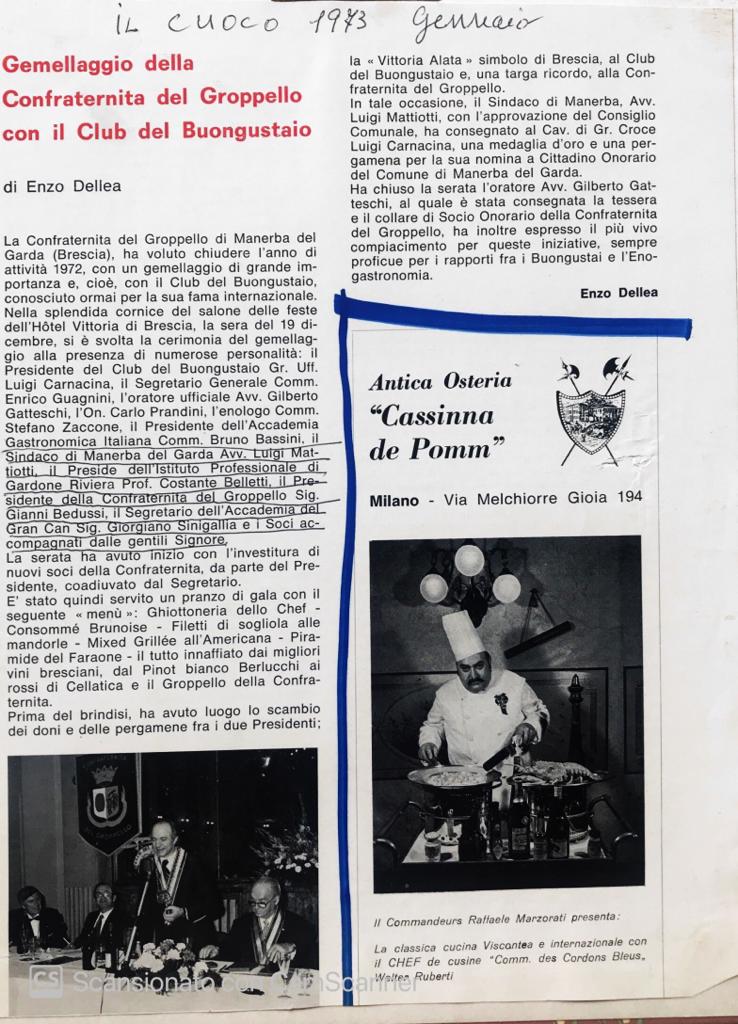 IL CUOCO 1973 Gennaio
Gemellaggio della
Confraternita del Groppello
con il Club del Buongustaio
di Enzo Dellea
La Confraternita del Groppello di Manerba del
Garda (Brescia), ha voluto chiudere l'anno di
attività 1972, con un gemellaggio di grande im-
portanza e, cioè, con il Club del Buongustaio,
conosciuto ormai per la sua fama internazionale.
Nella splendida cornice del salone delle feste
dell'Hôtel Vittoria di Brescia, la sera del 19 di-
cembre, si è svolta la cerimonia del gemellag-
gio alla presenza di numerose personalità: il
Presidente del Club del Buongustaio Gr. Uff.
Luigi Carnacina, il Segretario Generale Comm.
Enrico Guagnini, l'oratore ufficiale Avv. Gilberto
Gatteschi, l'On. Carlo Prandini, l'enologo Comm.
Stefano Zaccone, il Presidente dell'Accademia
Gastronomica Italiana Comm. Bruno Bassini, il
Sindaco di Manerba del Garda Avv. Luigi Mat-
tiotti, il Preside dell'Istituto Professionale di
Gardone Riviera Prof. Costante Belletti, il Pre-
sidente della Confraternita del Groppello Sig.
Gianni Bedussi, il Segretario dell'Accademia del
Gran Can Sig. Giorgiano Sinigallia e i Soci ac-
compagnati dalle gentili Signore.
La serata ha avuto inizio con l'investitura di
nuovi soci della Confraternita, da parte del Pre-
sidente, coadiuvato dal Segretario.
E' stato quindi servito un pranzo di gala con il
seguente « menù »: Ghiottoneria dello Chef -
Consommé Brunoise - Filetti di sogliola alle
mandorle - Mixed Grillée all'Americana - Pira-
mide del Faraone - il tutto innaffiato dai migliori
vini bresciani, dal Pinot bianco Berlucchi ai
rossi di Cellatica e il Groppello della Confra-
ternita.
Prima del brindisi, ha avuto luogo lo scambio
dei doni e delle pergamene fra i due Presidenti;
la « Vittoria Alata » simbolo di Brescia, al Club
del Buongustaio e, una targa ricordo, alla Con-
fraternita del Groppello.
In tale occasione, il Sindaco di Manerba, Avv.
Luigi Mattiotti, con l'approvazione del Consiglio
Comunale, ha consegnato al Cav. di Gr. Croce
Luigi Carnacina, una medaglia d'oro e una per-
gamena per la sua nomina a Cittadino Onorario
del Comune di Manerba del Garda.
Ha chiuso la serata l'oratore Avv. Gilberto Gat-
teschi, al quale è stata consegnata la tessera
e il collare di Socio Onorario della Confraternita
del Groppello, ha inoltre espresso il più vivo
compiacimento per queste iniziative, sempre
proficue per i rapporti fra i Buongustai e l'Eno-
gastronomia.
Enzo Dellea
Antica Osteria
"Cassinna
de Pomm"
Milano - Via Melchiorre Gioia 194
Il Commandeurs Raffaele Marzorati presenta:
La classica cucina Viscontea e internazionale con
il CHEF de cusine "Comm. des Cordons Bleus„
Walter Ruberti
CONFRATERNITA
DEL GROPPELLO
CS Scansionato con CamScanner